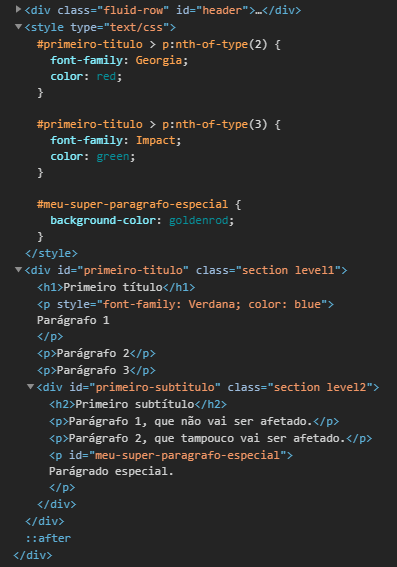 <div class="fluid-row" id="header">…</div>
<style type="text/css">
#primeiro-titulo > p:nth-of-type(2) {
font-family: Georgia;
color: red;
}
#primeiro-titulo > p:nth-of-type(3) {
font-family: Impact;
color: green;
}
#meu-super-paragrafo-especial {
background-color: goldenrod;
}
</style>
<div id="primeiro-titulo" class="section level1">
<h1>Primeiro título</h1>
<p style="font-family: Verdana; color: blue">
Parágrafo 1
</p>
<p>Parágrafo 2</p>
<p>Parágrafo 3</p>
<div id="primeiro-subtitulo" class="section level2">
<h2>Primeiro subtítulo</h2>
<p>Parágrafo 1, que não vai ser afetado.</p>
<p>Parágrafo 2, que tampouco vai ser afetado.</p>
<p id="meu-super-paragrafo-especial">
Parágrado especial.
</p>
</div>
</div>
::after
</div>